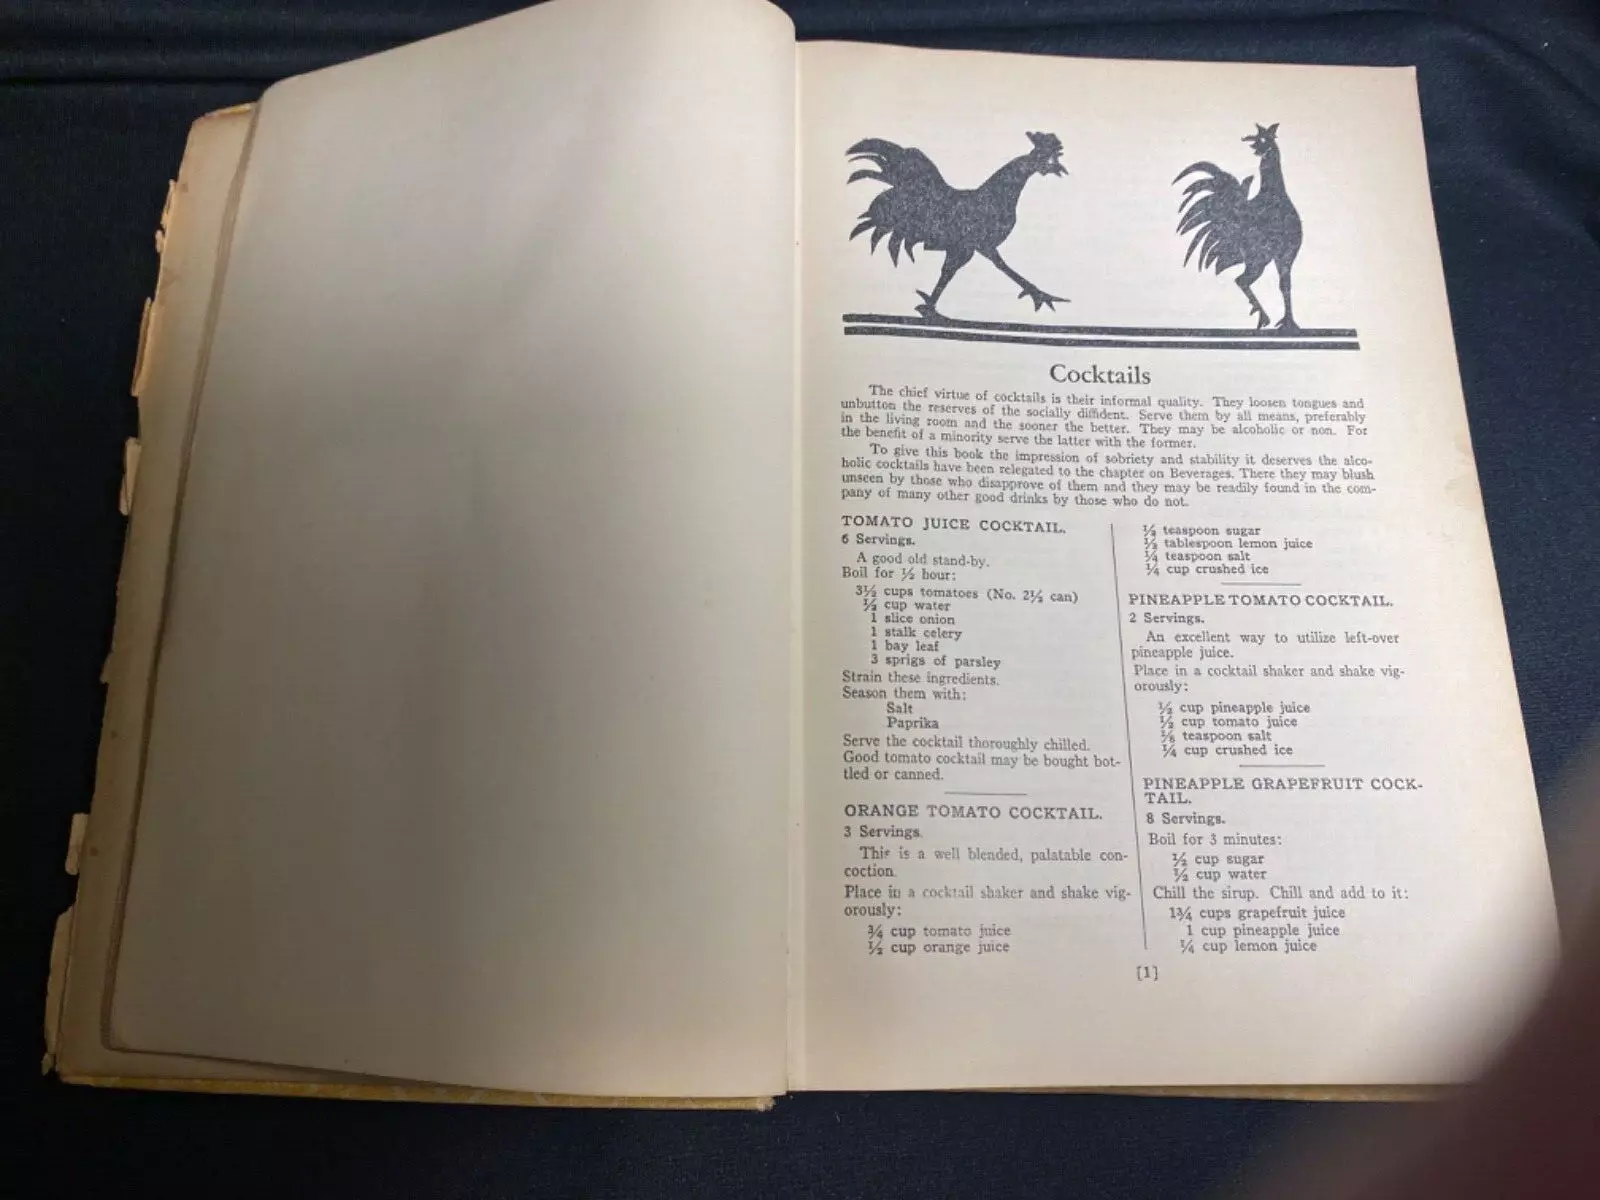 Cocktails
The chief virtue of cocktails is their informal quality. They loosen tongues and
unbutton the reserves of the socially diffident. Serve them by all means, preferably
in the living room and the sooner the better. They may be alcoholic or non. For
the benefit of a minority serve the latter with the former.
To give this book the impression of sobriety and stability it deserves the alco-
holic cocktails have been relegated to the chapter on Beverages. There they may blush
unseen by those who disapprove of them and they may be readily found in the com-
pany of many other good drinks by those who do not.
TOMATO JUICE COCKTAIL.
6 Servings.
A good old stand-by.
Boil for ½ hour:
3½ cups tomatoes (No. 2½ can)
½ cup water
1 slice onion
1 stalk celery
1 bay leaf
3 sprigs of parsley
Strain these ingredients.
Season them with:
Salt
Paprika
Serve the cocktail thoroughly chilled.
Good tomato cocktail may be bought bot-
tled or canned.
ORANGE TOMATO COCKTAIL.
3 Servings.
This is a well blended, palatable con-
coction.
Place in a cocktail shaker and shake vig-
orously:
¾ cup tomato juice
½ cup orange juice
½ teaspoon sugar
½ tablespoon lemon juice
¼ teaspoon salt
¼ cup crushed ice
PINEAPPLE TOMATO COCKTAIL.
2 Servings.
An excellent way to utilize left-over
pineapple juice.
Place in a cocktail shaker and shake vig-
orously:
½ cup pineapple juice
½ cup tomato juice
⅛ teaspoon salt
¼ cup crushed ice
PINEAPPLE GRAPEFRUIT COCK-
TAIL.
8 Servings.
Boil for 3 minutes:
½ cup sugar
½ cup water
Chill the sirup. Chill and add to it:
1¾ cups grapefruit juice
1 cup pineapple juice
¼ cup lemon juice
[1]